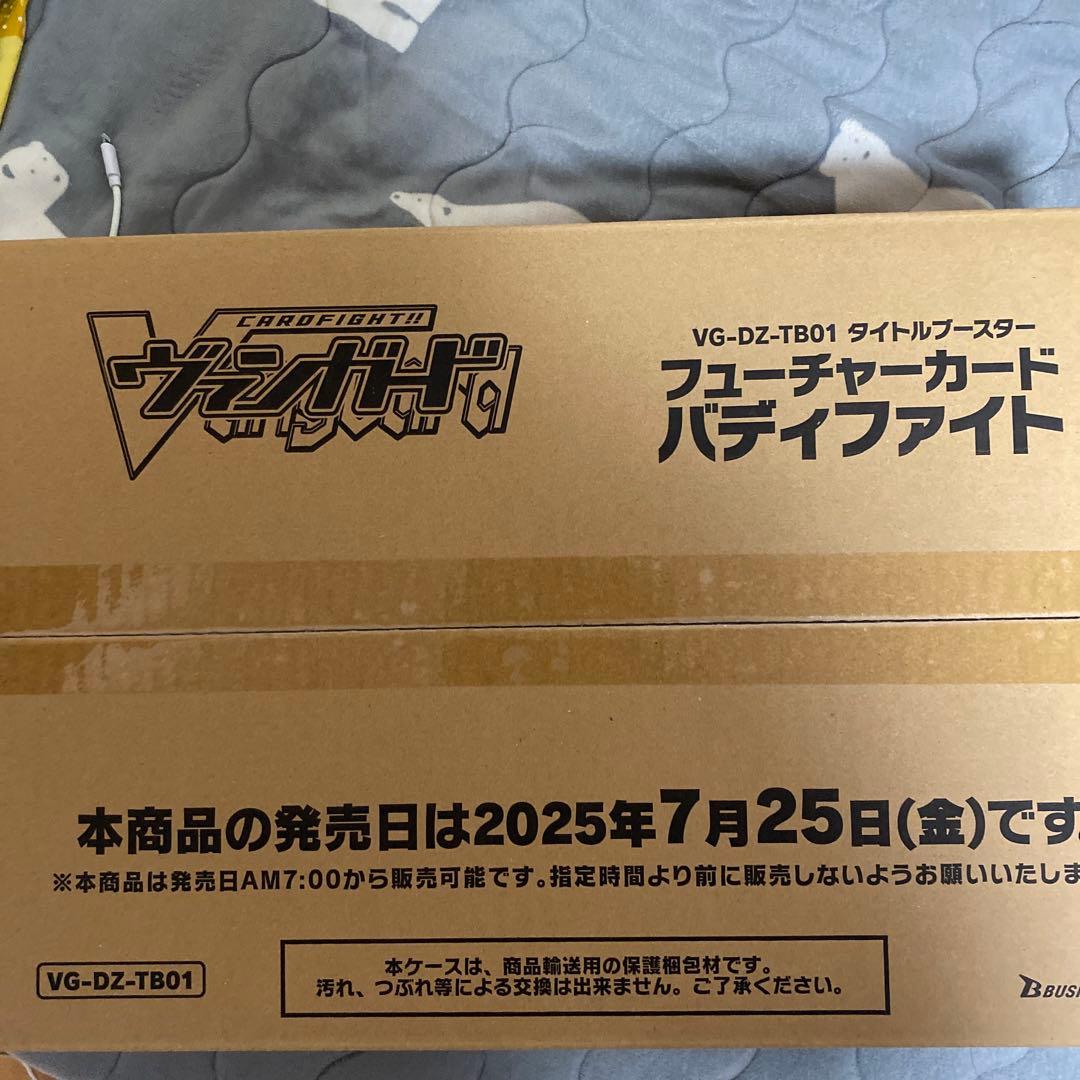 CARDFIGHT!!
ヴァンガード
Vanguard
VG-DZ-TB01 タイトルブースター
フューチャーカード
バディファイト
本商品の発売日は2025年7月25日(金)です
※本商品は発売日AM7:00から販売可能です。指定時間より前に販売しないようお願いいたしま
VG-DZ-TB01
本ケースは、商品輸送用の保護梱包材です。
汚れ、つぶれ等による交換は出来ません。ご了承ください。
BUSH